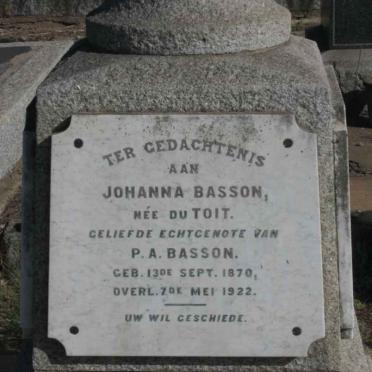 TER GEDACHTENIS
AAN
JOHANNA BASSON,
NÉE DU TOIT.
GELIEFDE ECHTGENOTE VAN
P.A. BASSON.
GEB. 13DE SEPT. 1870,
OVERL. 7DE MEI 1922.
UW WIL GESCHIEDE.